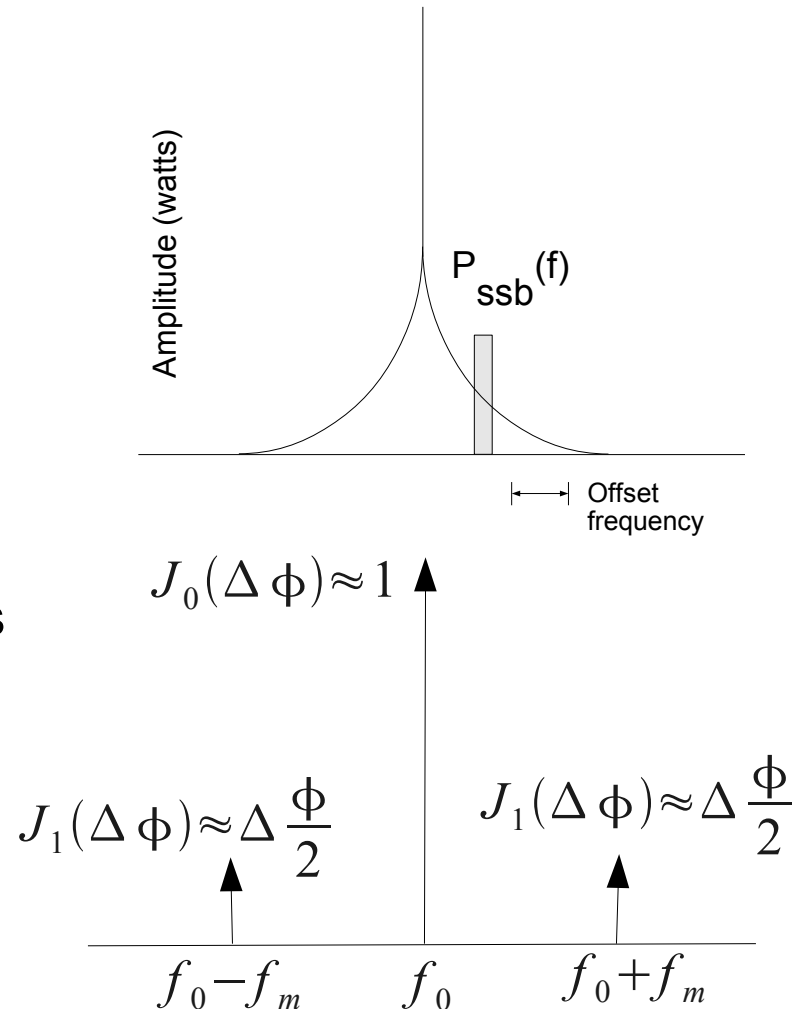 Amplitude (watts)
P_ssb(f)
Offset
frequency
J_0(Δ ϕ)≈1
s
J_1(Δ ϕ)≈Δ ϕ/2
J_1(Δ ϕ)≈Δ ϕ/2
f_0−f_m
f_0
f_0+f_m